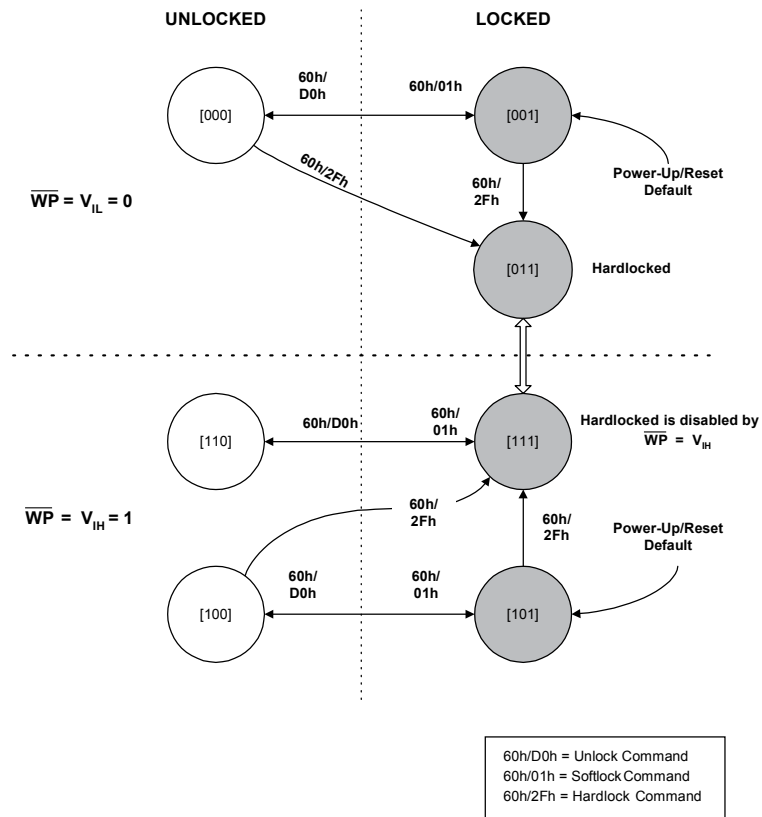 UNLOCKED
LOCKED
60h/
D0h
60h/01h
[000]
[001]
60h/2Fh
60h/
2Fh
Power-Up/Reset
Default
WP = VIL = 0
[011]
Hardlocked
60h/D0h
60h/
01h
[110]
[111]
Hardlocked is disabled by
WP = VIH
60h/
2Fh
60h/
2Fh
WP = VIH = 1
Power-Up/Reset
Default
60h/
D0h
60h/
01h
[100]
[101]
60h/D0h = Unlock Command
60h/01h = Softlock Command
60h/2Fh = Hardlock Command